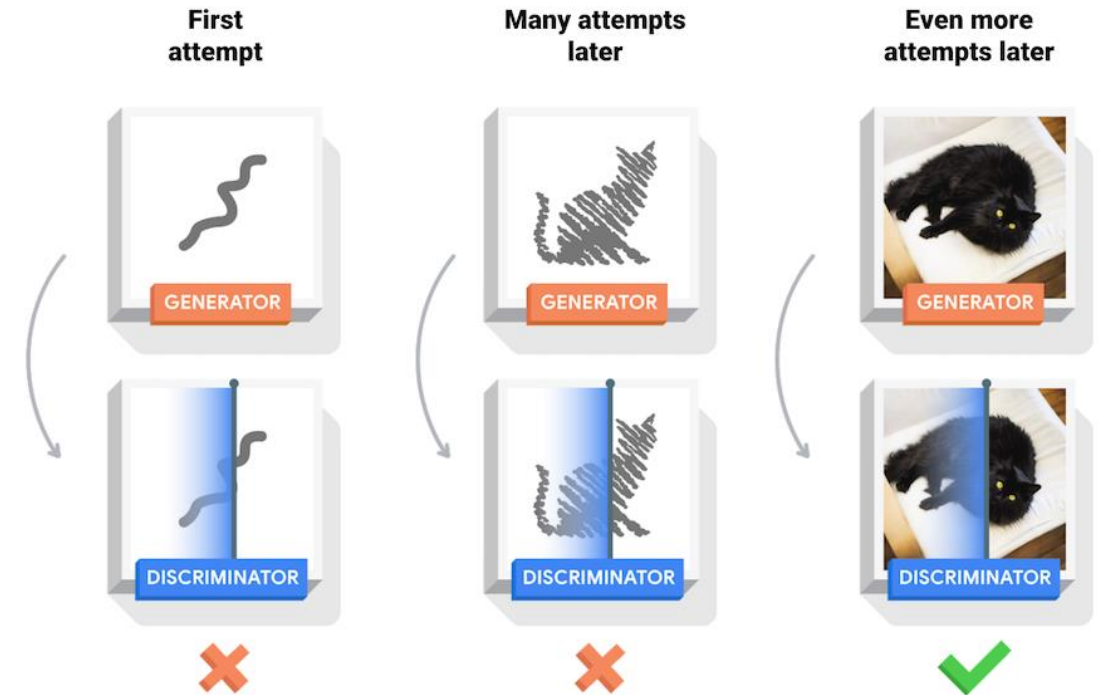 First
attempt
Many attempts
later
Even more
attempts later
GENERATOR
GENERATOR
GENERATOR
DISCRIMINATOR
DISCRIMINATOR
DISCRIMINATOR